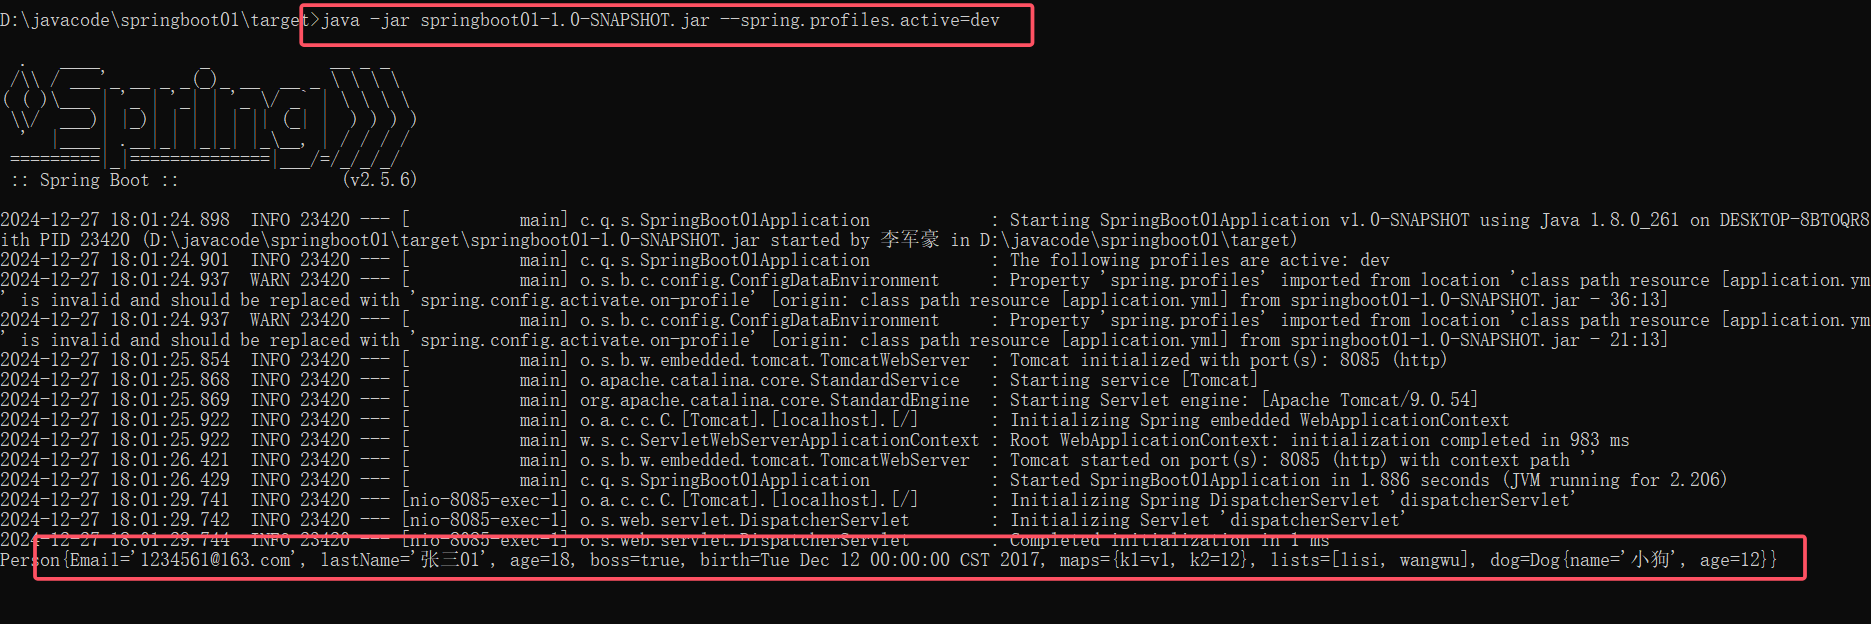 D:\javacode\springboot01\target>java -jar springboot01-1.0-SNAPSHOT.jar --spring.profiles.active=dev
  .   ____          _            __ _ _
 /\\ / ___'_ __ _ _(_)_ __  __ _ \ \ \ \
( ( )\___ | '_ | '_| | '_ \/ _` | \ \ \ \
 \\/  ___)| |_)| | | | | || (_| |  ) ) ) )
  '  |____| .__|_| |_|_| |_\__, | / / / /
 =========|_|==============|___/=/_/_/_/
 :: Spring Boot ::                (v2.5.6)
2024-12-27 18:01:24.898  INFO 23420 --- [           main] c.q.s.SpringBoot01Application            : Starting SpringBoot01Application v1.0-SNAPSHOT using Java 1.8.0_261 on DESKTOP-8BTOQR8
ith PID 23420 (D:\javacode\springboot01\target\springboot01-1.0-SNAPSHOT.jar started by 李军豪 in D:\javacode\springboot01\target)
2024-12-27 18:01:24.901  INFO 23420 --- [           main] c.q.s.SpringBoot01Application            : The following profiles are active: dev
2024-12-27 18:01:24.937  WARN 23420 --- [           main] o.s.b.c.config.ConfigDataEnvironment     : Property 'spring.profiles' imported from location 'class path resource [application.ym
' is invalid and should be replaced with 'spring.config.activate.on-profile' [origin: class path resource [application.yml] from springboot01-1.0-SNAPSHOT.jar - 36:13]
2024-12-27 18:01:24.937  WARN 23420 --- [           main] o.s.b.c.config.ConfigDataEnvironment     : Property 'spring.profiles' imported from location 'class path resource [application.ym
' is invalid and should be replaced with 'spring.config.activate.on-profile' [origin: class path resource [application.yml] from springboot01-1.0-SNAPSHOT.jar - 21:13]
2024-12-27 18:01:25.854  INFO 23420 --- [           main] o.s.b.w.embedded.tomcat.TomcatWebServer  : Tomcat initialized with port(s): 8085 (http)
2024-12-27 18:01:25.868  INFO 23420 --- [           main] o.apache.catalina.core.StandardService   : Starting service [Tomcat]
2024-12-27 18:01:25.869  INFO 23420 --- [           main] org.apache.catalina.core.StandardEngine  : Starting Servlet engine: [Apache Tomcat/9.0.54]
2024-12-27 18:01:25.922  INFO 23420 --- [           main] o.a.c.c.C.[Tomcat].[localhost].[/]       : Initializing Spring embedded WebApplicationContext
2024-12-27 18:01:25.922  INFO 23420 --- [           main] w.s.c.ServletWebServerApplicationContext : Root WebApplicationContext: initialization completed in 983 ms
2024-12-27 18:01:26.421  INFO 23420 --- [           main] o.s.b.w.embedded.tomcat.TomcatWebServer  : Tomcat started on port(s): 8085 (http) with context path ''
2024-12-27 18:01:26.429  INFO 23420 --- [           main] c.q.s.SpringBoot01Application            : Started SpringBoot01Application in 1.886 seconds (JVM running for 2.206)
2024-12-27 18:01:29.741  INFO 23420 --- [nio-8085-exec-1] o.a.c.c.C.[Tomcat].[localhost].[/]       : Initializing Spring DispatcherServlet 'dispatcherServlet'
2024-12-27 18:01:29.742  INFO 23420 --- [nio-8085-exec-1] o.s.web.servlet.DispatcherServlet        : Initializing Servlet 'dispatcherServlet'
2024-12-27 18:01:29.744  INFO 23420 --- [nio-8085-exec-1] o.s.web.servlet.DispatcherServlet        : Completed initialization in 1 ms
Person{Email='1234561@163.com', lastName='张三01', age=18, boss=true, birth=Tue Dec 12 00:00:00 CST 2017, maps={k1=v1, k2=12}, lists=[lisi, wangwu], dog=Dog{name='小狗', age=12}}